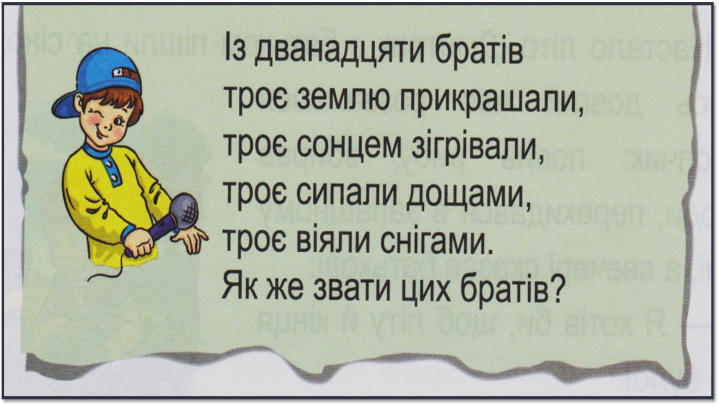 Із дванадцяти братів
троє землю прикрашали,
троє сонцем зігрівали,
троє сипали дощами,
троє віяли снігами.
Як же звати цих братів?